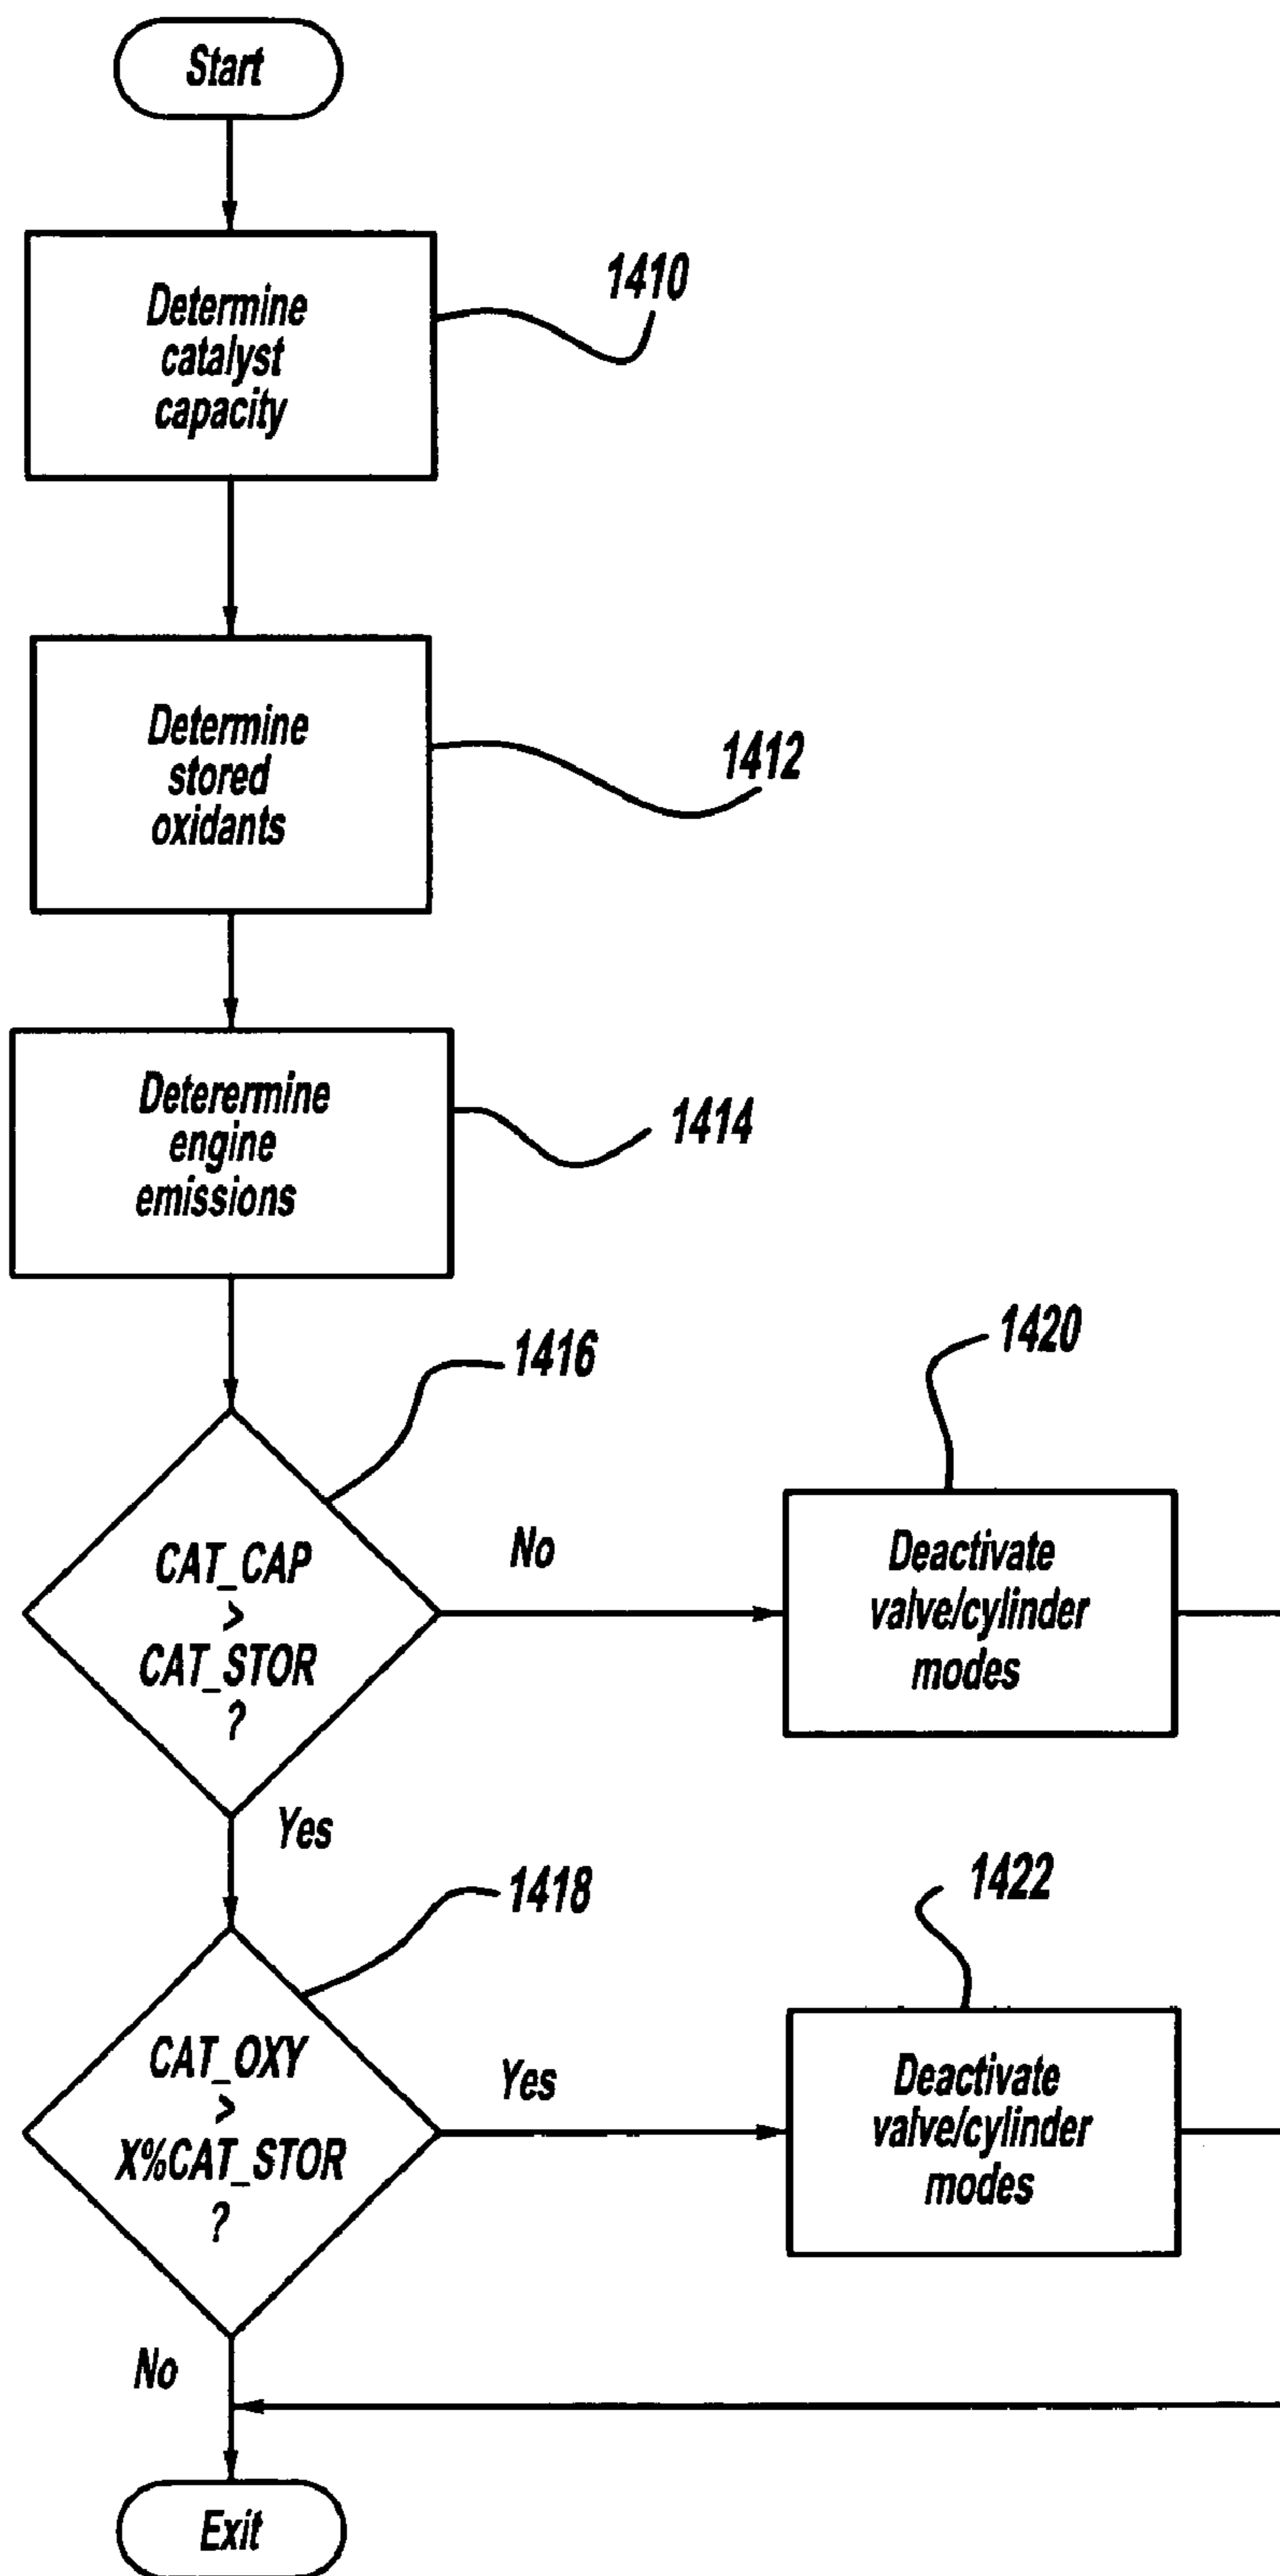 Start
Determine
catalyst
capacity
1410
Determine
stored
oxidants
1412
Deterermine
engine
emissions
1414
1416
CAT_CAP
>
CAT_STOR
?
No
1420
Deactivate
valve/cylinder
modes
Yes
1418
CAT_OXY
>
X%CAT_STOR
?
Yes
1422
Deactivate
valve/cylinder
modes
No
Exit